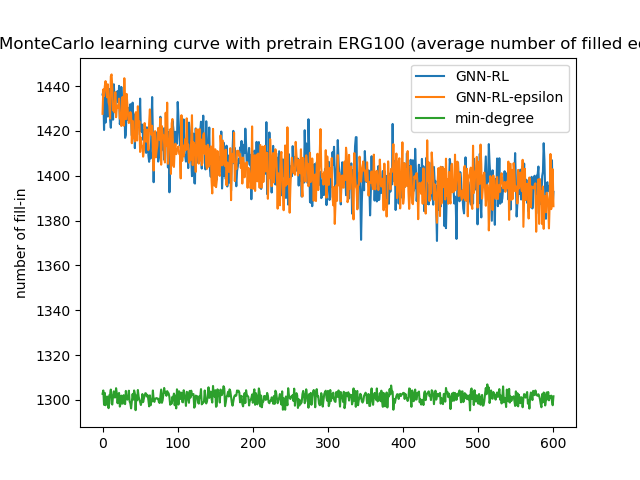 MonteCarlo learning curve with pretrain ERG100 (average number of filled
GNN-RL
GNN-RL-epsilon
min-degree
number of fill-in
1440
1420
1400
1380
1360
1340
1320
1300
0 100 200 300 400 500 600